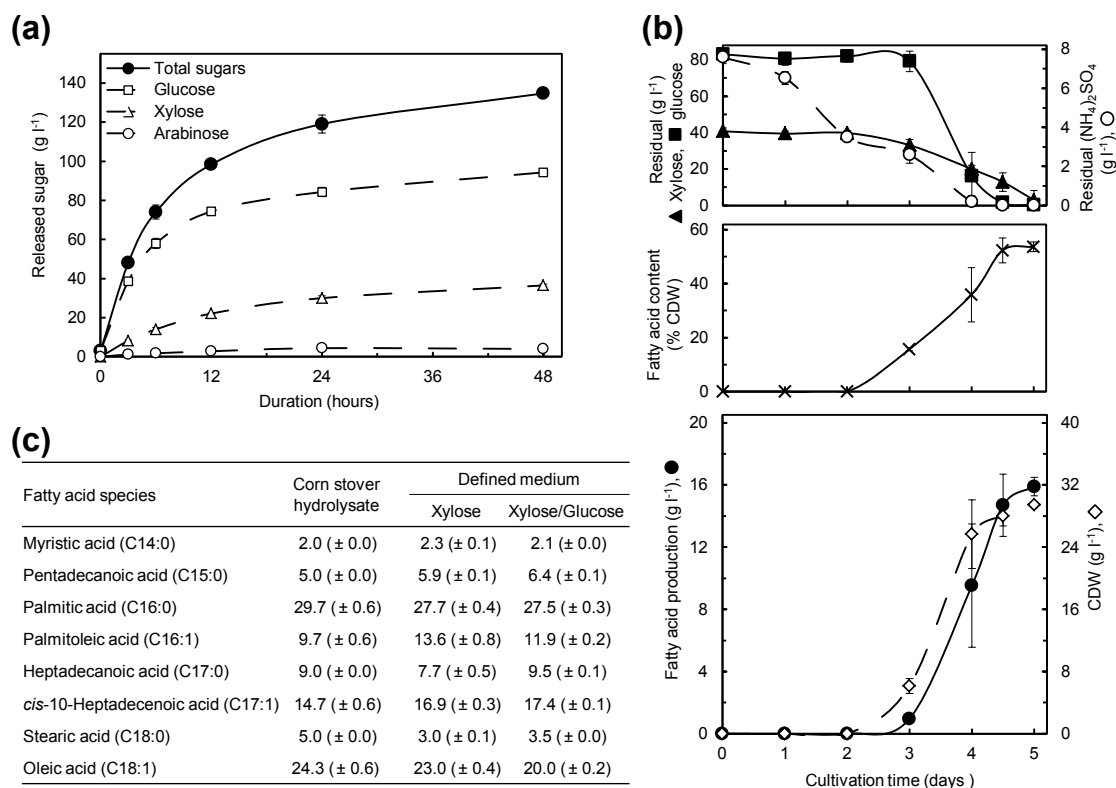 (a)
Released sugar (g l-1)
140
120
100
80
60
40
20
0
Total sugars
Glucose
Xylose
Arabinose
0 12 24 36 48
Duration (hours)
(b)
▲ Xylose, ■ glucose
Residual (g l-1)
80
60
40
20
0
8
6
4
2
0
Residual (NH4)2SO4
(g l-1), ○
Fatty acid content
(% CDW)
60
40
20
0
Fatty acid production (g l-1), ●
20
16
12
8
4
0
40
32
24
16
8
0
CDW (g l-1), ◇
0 1 2 3 4 5
Cultivation time (days)
(c)
Fatty acid species Corn stover hydrolysate Defined medium
Xylose Xylose/Glucose
Myristic acid (C14:0) 2.0 (± 0.0) 2.3 (± 0.1) 2.1 (± 0.0)
Pentadecanoic acid (C15:0) 5.0 (± 0.0) 5.9 (± 0.1) 6.4 (± 0.1)
Palmitic acid (C16:0) 29.7 (± 0.6) 27.7 (± 0.4) 27.5 (± 0.3)
Palmitoleic acid (C16:1) 9.7 (± 0.6) 13.6 (± 0.8) 11.9 (± 0.2)
Heptadecanoic acid (C17:0) 9.0 (± 0.0) 7.7 (± 0.5) 9.5 (± 0.1)
cis-10-Heptadecenoic acid (C17:1) 14.7 (± 0.6) 16.9 (± 0.3) 17.4 (± 0.1)
Stearic acid (C18:0) 5.0 (± 0.0) 3.0 (± 0.1) 3.5 (± 0.0)
Oleic acid (C18:1) 24.3 (± 0.6) 23.0 (± 0.4) 20.0 (± 0.2)